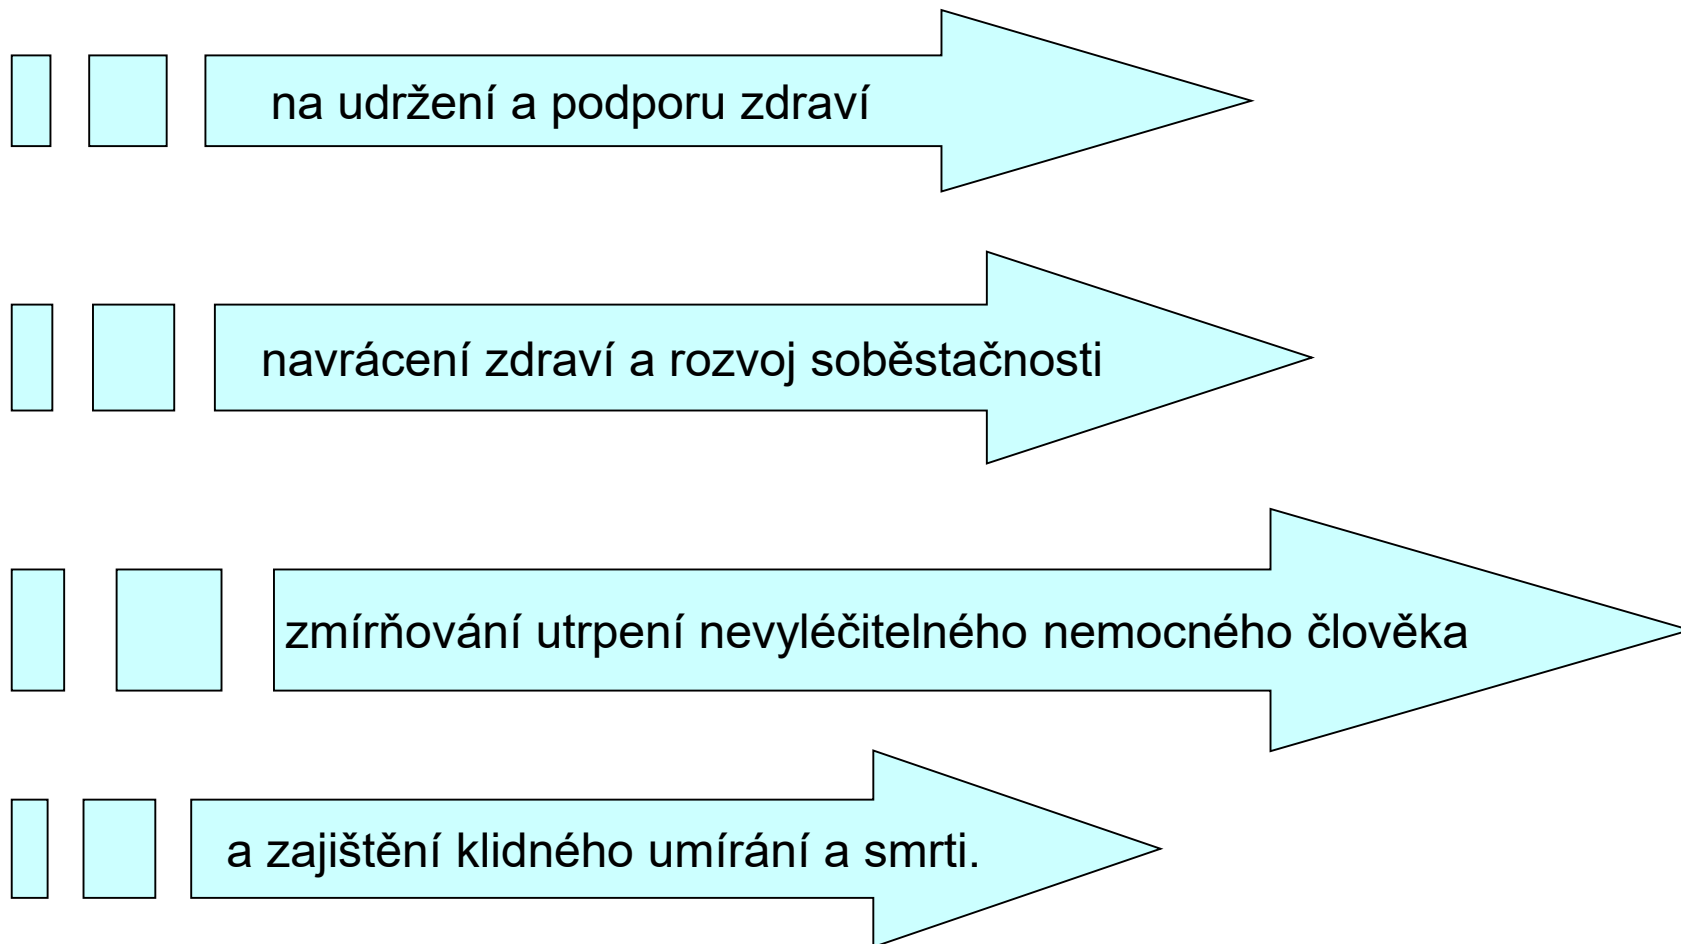 na udržení a podporu zdraví
navrácení zdraví a rozvoj soběstačnosti
zmírňování utrpení nevyléčitelného nemocného člověka
a zajištění klidného umírání a smrti.